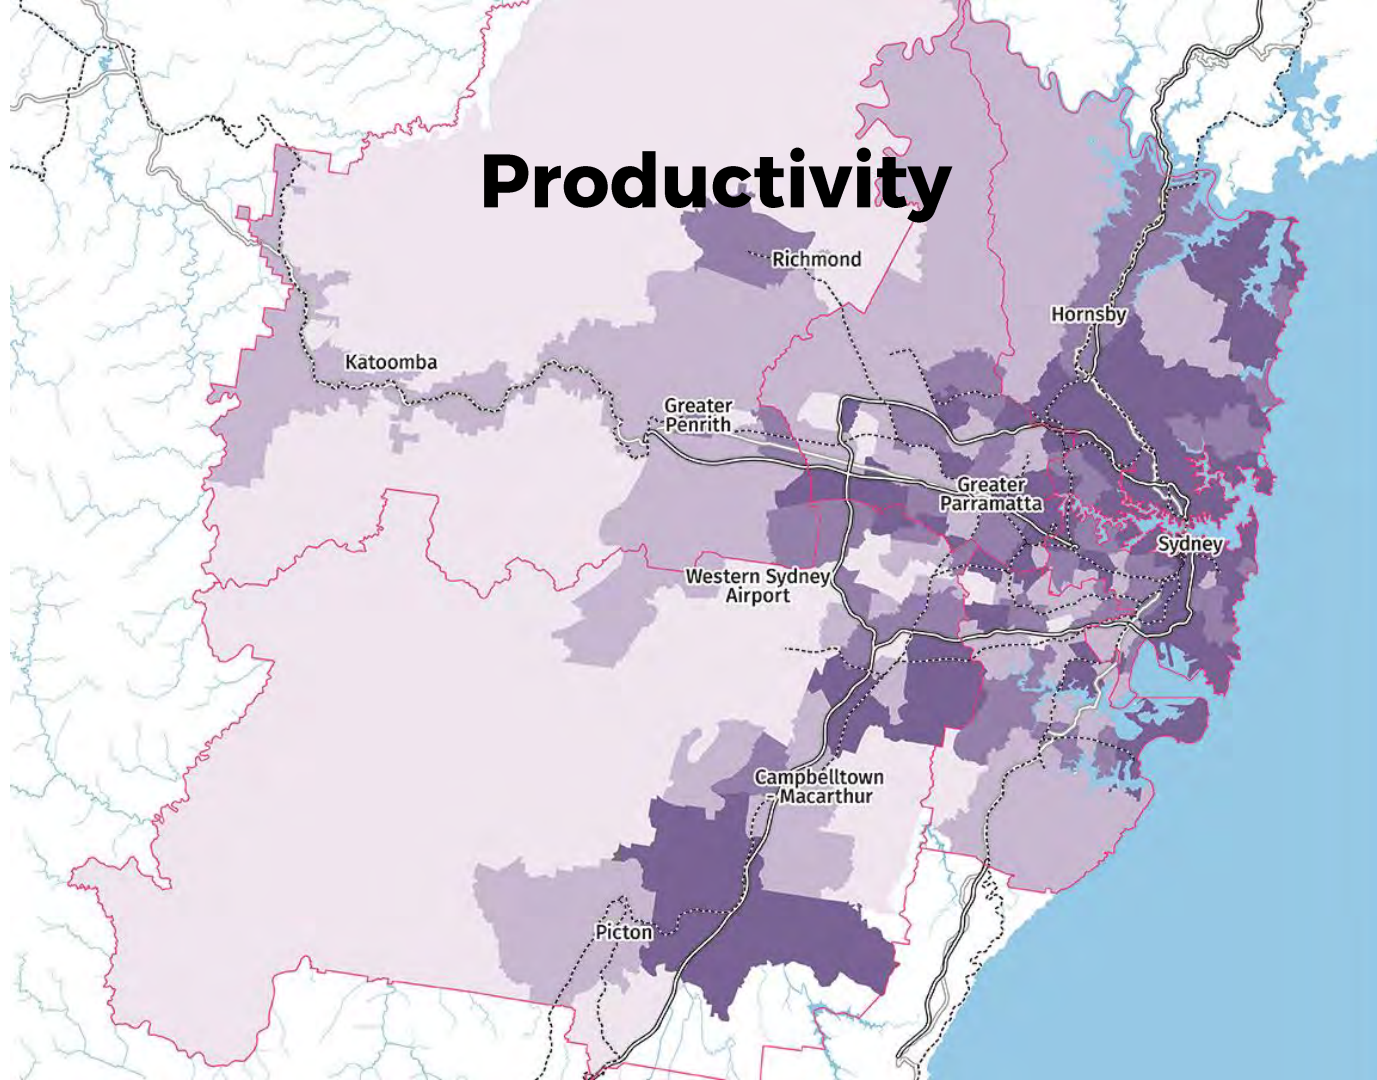 Productivity
Richmond
Hornsby
Katoomba
Greater
Penrith
Greater
Parramatta
Sydney
Western Sydney
Airport
Campbelltown
– Macarthur
Picton